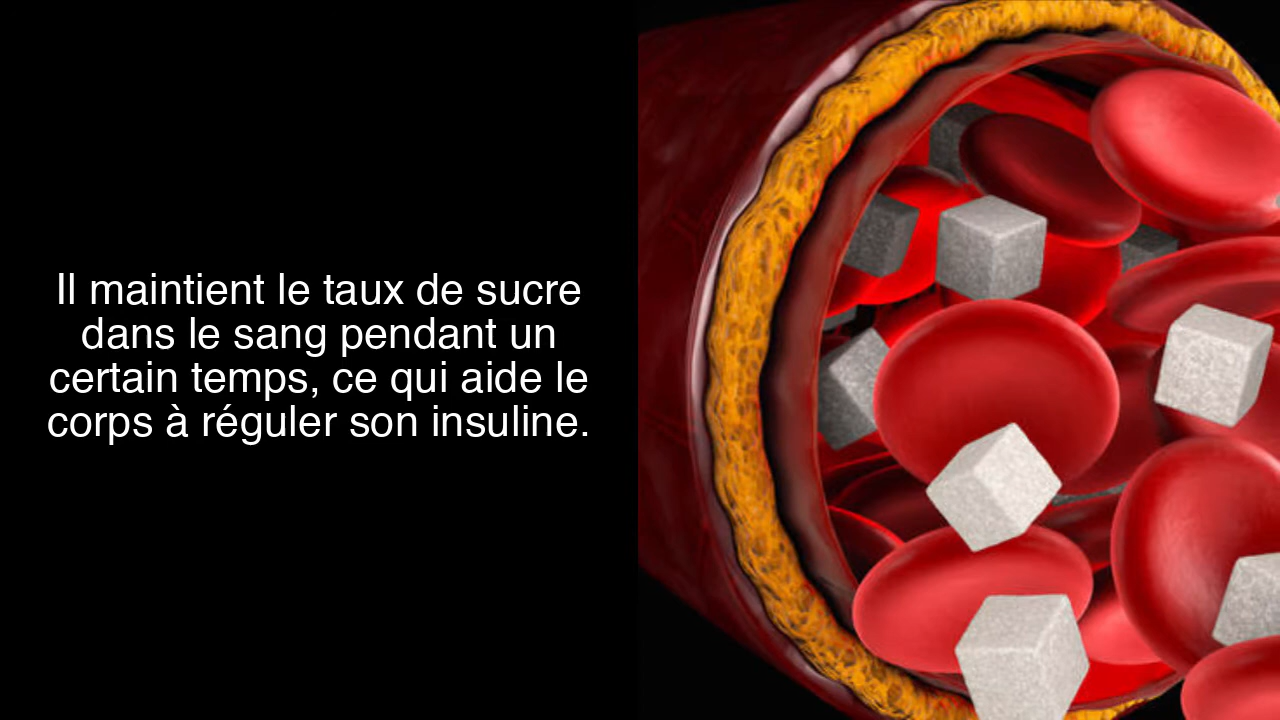 Il maintient le taux de sucre
dans le sang pendant un
certain temps, ce qui aide le
corps à réguler son insuline.